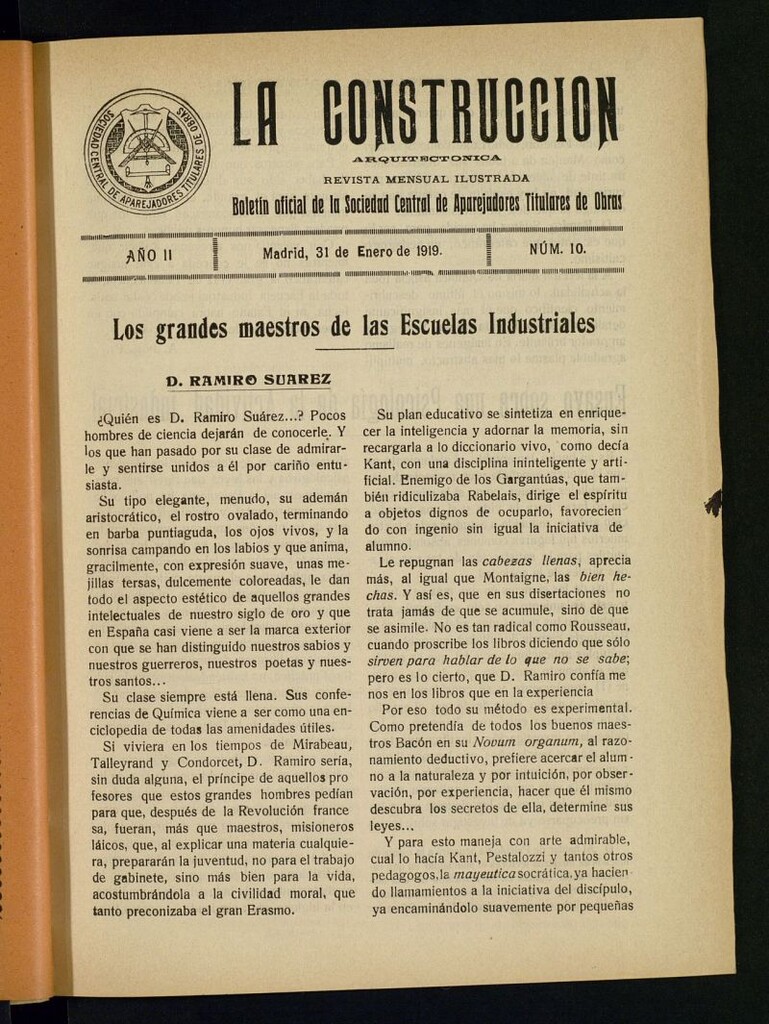 SOCIEDAD CENTRAL DE APAREJADORES TITULARES DE OBRAS
LA CONSTRUCCION
ARQUITECTONICA
REVISTA MENSUAL ILUSTRADA
Boletín oficial de la Sociedad Central de Aparejadores Titulares de Obras
AÑO II
Madrid, 31 de Enero de 1919.
NÚM. 10.
Los grandes maestros de las Escuelas Industriales
D. RAMIRO SUAREZ
¿Quién es D. Ramiro Suárez...? Pocos
hombres de ciencia dejarán de conocerle. Y
los que han pasado por su clase de admirar-
le y sentirse unidos a él por cariño entu-
siasta.
Su tipo elegante, menudo, su ademán
aristocrático, el rostro ovalado, terminando
en barba puntiaguda, los ojos vivos, y la
sonrisa campando en los labios y que anima,
gracilmente, con expresión suave, unas me-
jillas tersas, dulcemente coloreadas, le dan
todo el aspecto estético de aquellos grandes
intelectuales de nuestro siglo de oro y que
en España casi viene a ser la marca exterior
con que se han distinguido nuestros sabios y
nuestros guerreros, nuestros poetas y nues-
tros santos...
Su clase siempre está llena. Sus confe-
rencias de Química viene a ser como una en-
ciclopedia de todas las amenidades útiles.
Si viviera en los tiempos de Mirabeau,
Talleyrand y Condorcet, D. Ramiro sería,
sin duda alguna, el príncipe de aquellos pro
fesores que estos grandes hombres pedían
para que, después de la Revolución france
sa, fueran, más que maestros, misioneros
láicos, que, al explicar una materia cualquie-
ra, prepararán la juventud, no para el trabajo
de gabinete, sino más bien para la vida,
acostumbrándola a la civilidad moral, que
tanto preconizaba el gran Erasmo.
Su plan educativo se sintetiza en enrique-
cer la inteligencia y adornar la memoria, sin
recargarla a lo diccionario vivo, como decía
Kant, con una disciplina ininteligente y arti-
ficial. Enemigo de los Gargantúas, que tam-
bién ridiculizaba Rabelais, dirige el espíritu
a objetos dignos de ocuparlo, favorecien
do con ingenio sin igual la iniciativa de
alumno.
Le repugnan las cabezas llenas, aprecia
más, al igual que Montaigne, las bien he-
chas. Y así es, que en sus disertaciones no
trata jamás de que se acumule, sino de que
se asimile. No es tan radical como Rousseau,
cuando proscribe los libros diciendo que sólo
sirven para hablar de lo que no se sabe;
pero es lo cierto, que D. Ramiro confía me
nos en los libros que en la experiencia
Por eso todo su método es experimental.
Como pretendía de todos los buenos maes-
tros Bacón en su Novum organum, al razo-
namiento deductivo, prefiere acercar el alum-
no a la naturaleza y por intuición, por obser-
vación, por experiencia, hacer que él mismo
descubra los secretos de ella, determine sus
leyes...
Y para esto maneja con arte admirable,
cual lo hacía Kant, Pestalozzi y tantos otros
pedagogos, la mayeutica socrática, ya hacien-
do llamamientos a la iniciativa del discípulo,
ya encaminándolo suavemente por pequeñas